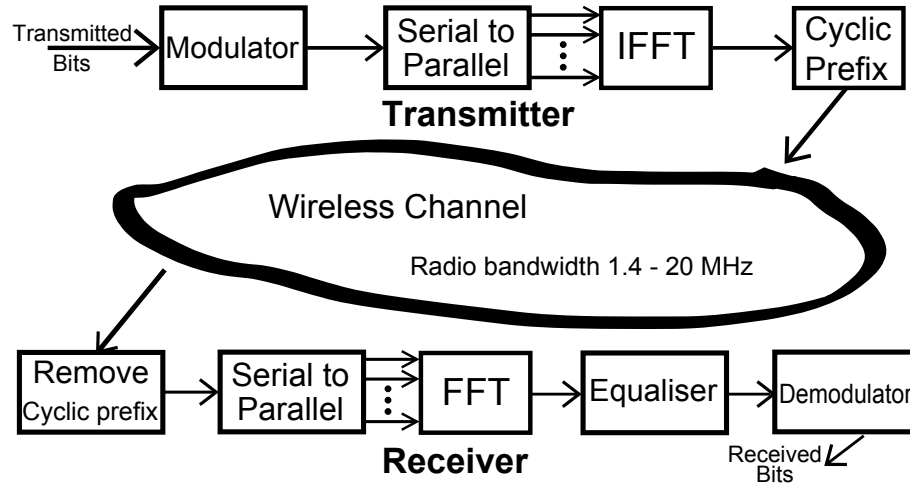 Transmitted
Bits
Modulator
Serial to
Parallel
IFFT
Cyclic
Prefix
Transmitter
Wireless Channel
Radio bandwidth 1.4 - 20 MHz
Remove
Cyclic prefix
Serial to
Parallel
FFT
Equaliser
Demodulator
Receiver
Received
Bits